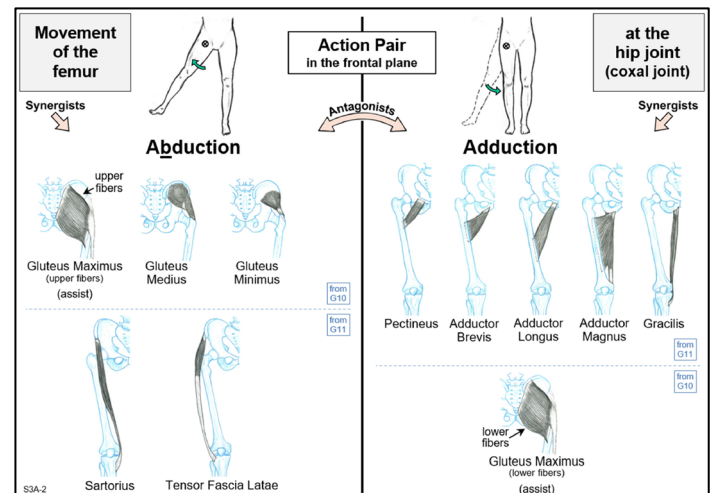 Movement
of the
femur
Action Pair
in the frontal plane
at the
hip joint
(coxal joint)
Synergists
Antagonists
Synergists
Abduction
Adduction
upper
fibers
Gluteus Maximus
(upper fibers)
(assist)
Gluteus
Medius
Gluteus
Minimus
from
G10
from
G11
Sartorius
Tensor Fascia Latae
S3A-2
Pectineus
Adductor
Brevis
Adductor
Longus
Adductor
Magnus
Gracilis
from
G11
from
G10
lower
fibers
Gluteus Maximus
(lower fibers)
(assist)